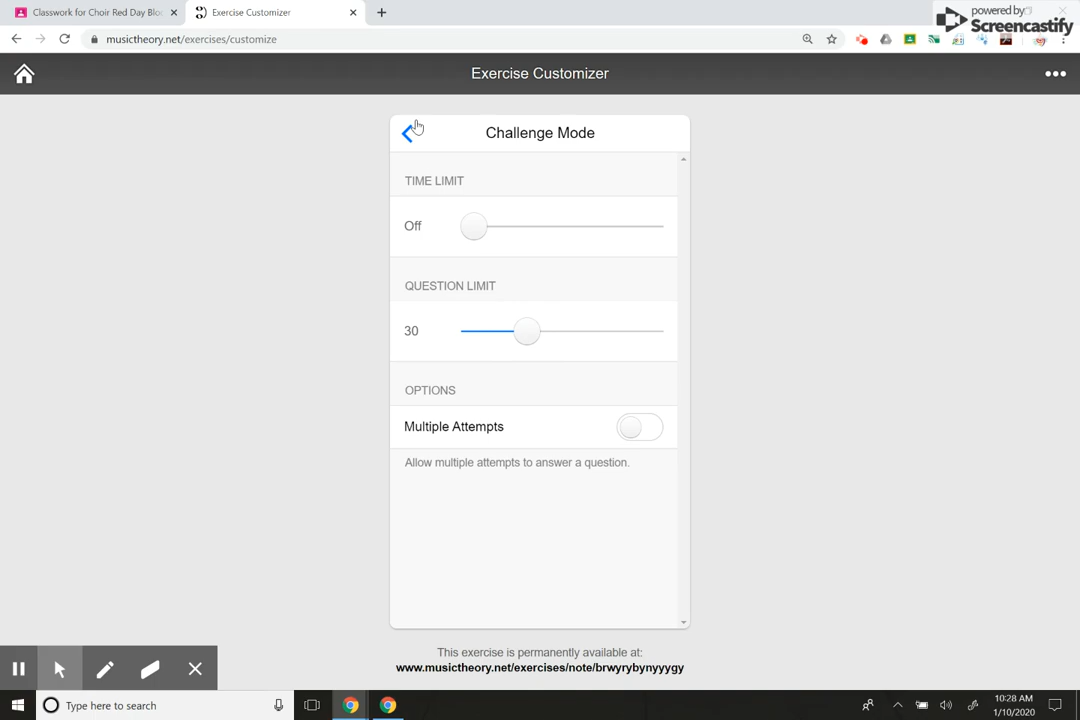 Classwork for Choir Red Day Blo
Exercise Customizer
powered by
Screencastify
musictheory.net/exercises/customize
Exercise Customizer
Challenge Mode
TIME LIMIT
Off
QUESTION LIMIT
30
OPTIONS
Multiple Attempts
Allow multiple attempts to answer a question.
This exercise is permanently available at:
www.musictheory.net/exercises/note/brwyrybynyyygy
Type here to search
10:28 AM
1/10/2020